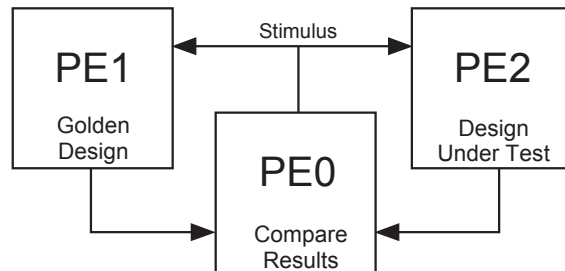 Stimulus
PE1
Golden
Design
PE2
Design
Under Test
PE0
Compare
Results